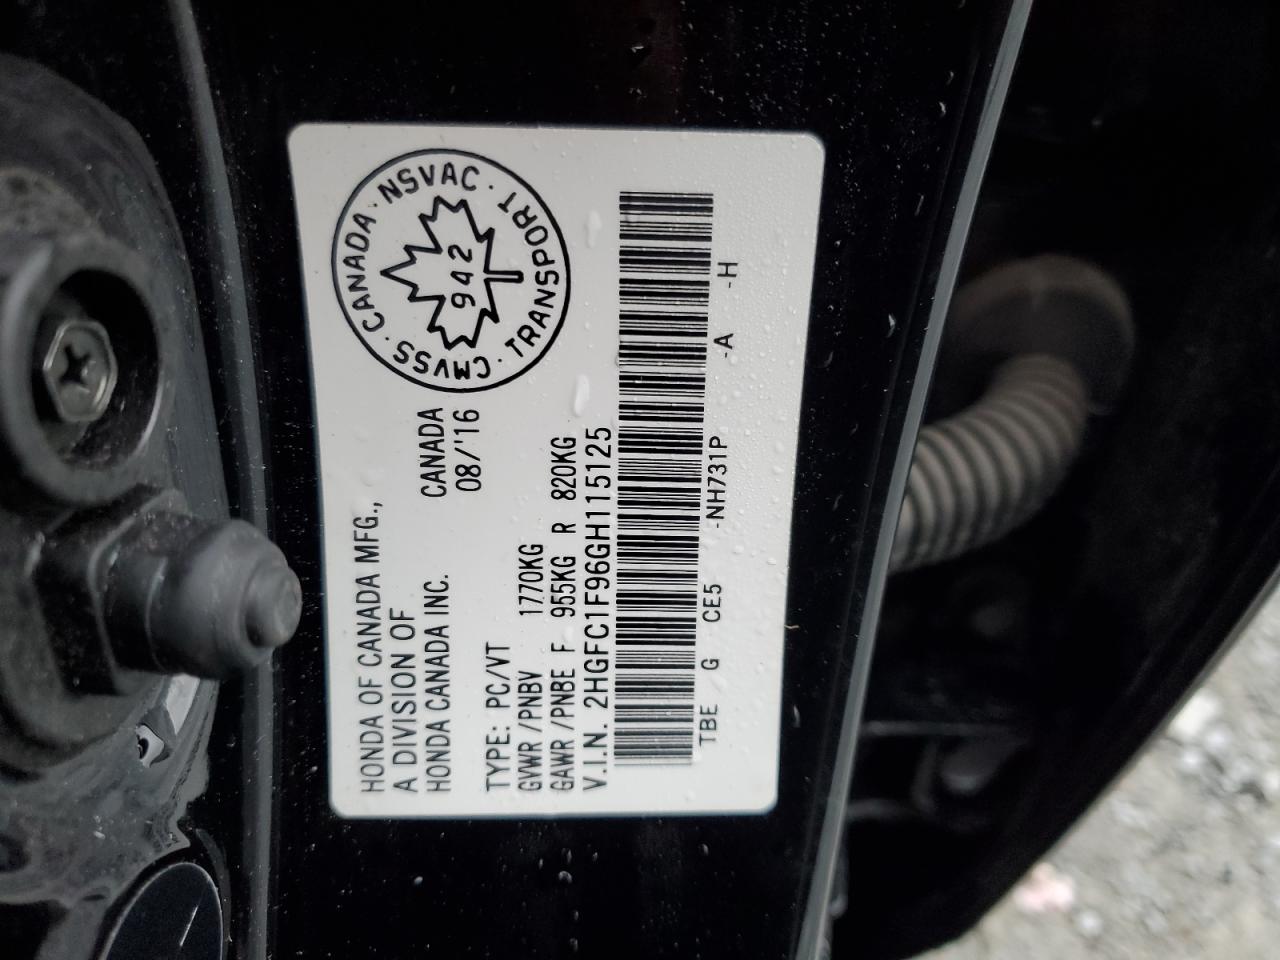 HONDA OF CANADA MFG.,
A DIVISION OF
HONDA CANADA INC.
CANADA
08/'16
CMVSS · CANADA · NSVAC · TRANSPORT ·
942
TYPE: PC/VT
GVWR /PNBV 1770KG
GAWR /PNBE F 955KG R 820KG
V.I.N. 2HGFC1F96GH115125
TBE G CE5 -NH731P -A -H